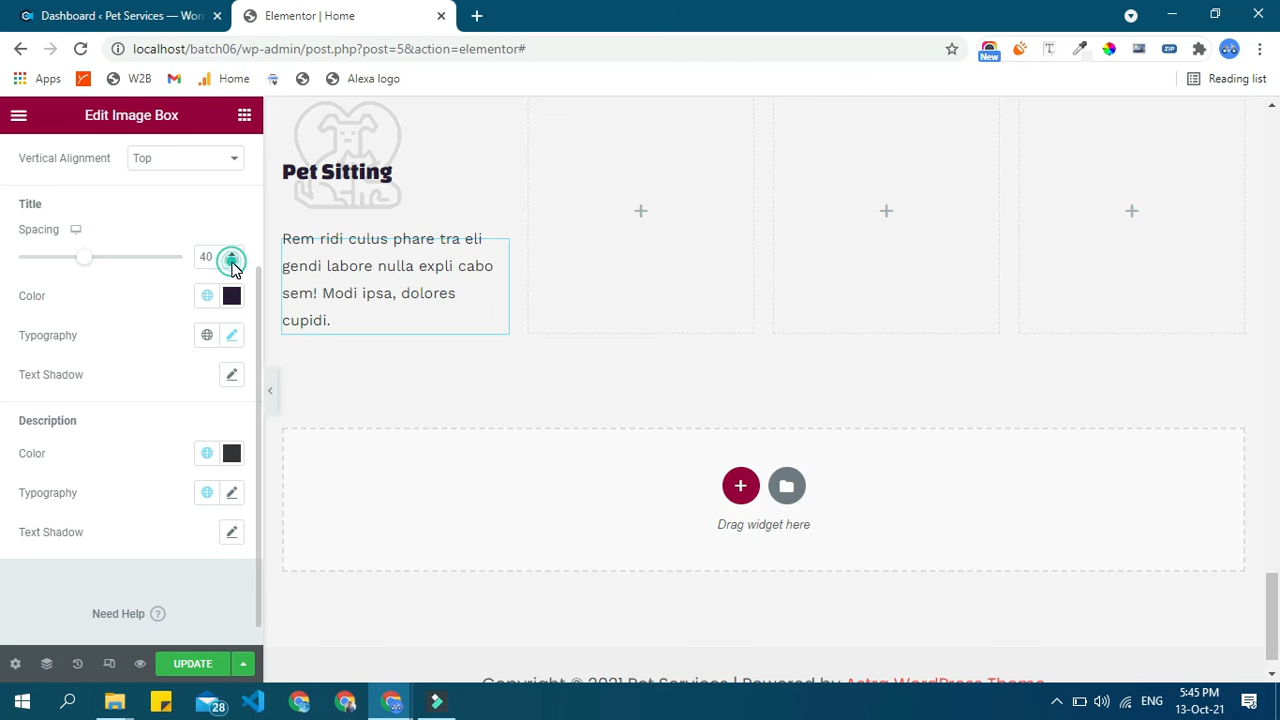 Dashboard ‹ Pet Services — Wor
Elementor | Home
localhost/batch06/wp-admin/post.php?post=5&action=elementor#
New
ZIP
Apps
W2B
Home
Alexa logo
Reading list
Edit Image Box
Vertical Alignment
Top
Title
Spacing
40
Color
Typography
Text Shadow
Description
Color
Typography
Text Shadow
Need Help
?
UPDATE
Pet Sitting
Rem ridi culus phare tra eli
gendi labore nulla expli cabo
sem! Modi ipsa, dolores
cupidi.
Drag widget here
Copyright © 2021 Pet Services | Powered by Astra WordPress Theme
28
ENG
5:45 PM
13-Oct-21